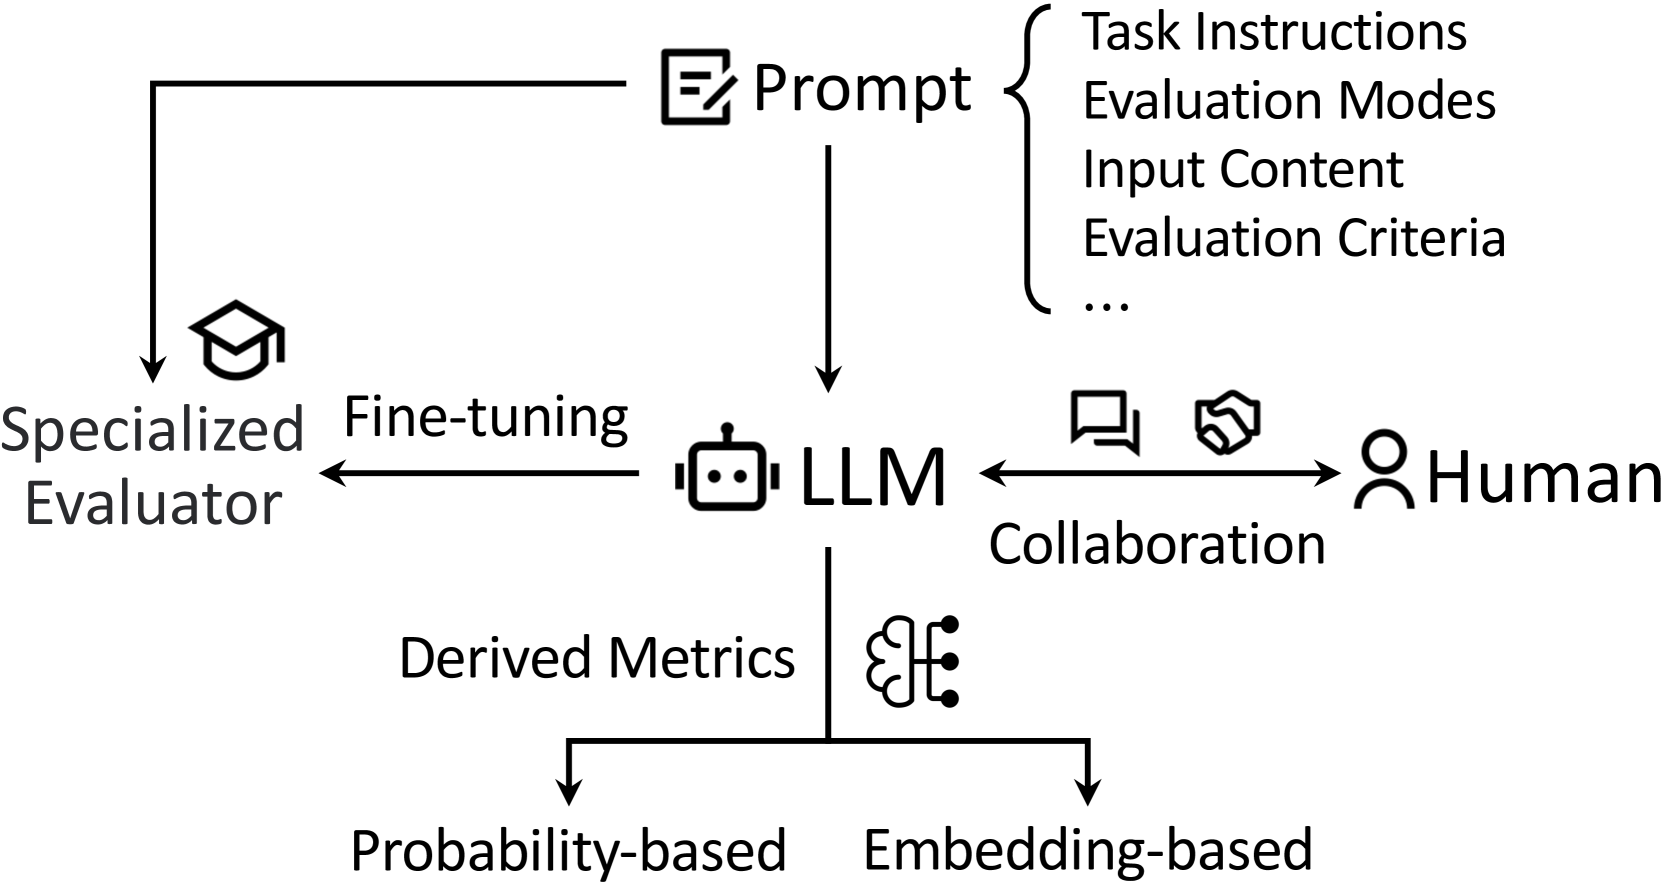 Prompt
Task Instructions
Evaluation Modes
Input Content
Evaluation Criteria
...
Specialized
Evaluator
Fine-tuning
LLM
Collaboration
Human
Derived Metrics
Probability-based
Embedding-based